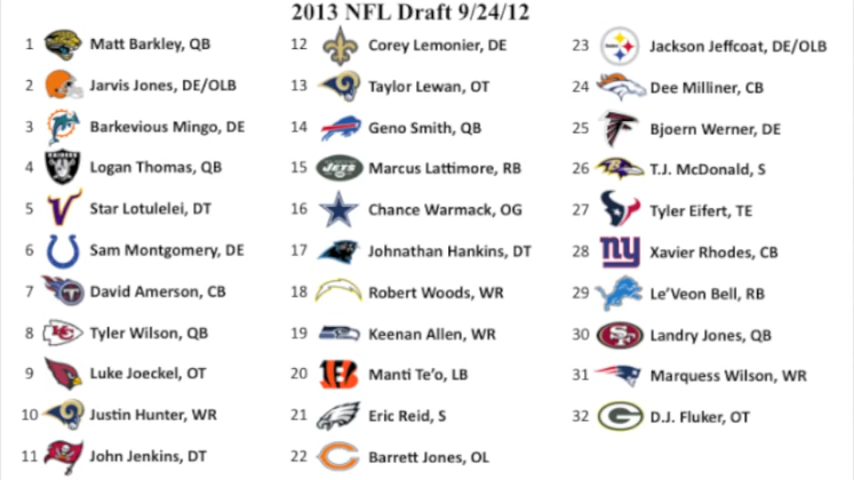 2013 NFL Draft 9/24/12
1 Matt Barkley, QB
2 Jarvis Jones, DE/OLB
3 Barkevious Mingo, DE
4 Logan Thomas, QB
5 Star Lotulelei, DT
6 Sam Montgomery, DE
7 David Amerson, CB
8 Tyler Wilson, QB
9 Luke Joeckel, OT
10 Justin Hunter, WR
11 John Jenkins, DT
12 Corey Lemonier, DE
13 Taylor Lewan, OT
14 Geno Smith, QB
15 JETS Marcus Lattimore, RB
16 Chance Warmack, OG
17 Johnathan Hankins, DT
18 Robert Woods, WR
19 Keenan Allen, WR
20 Manti Te'o, LB
21 Eric Reid, S
22 Barrett Jones, OL
23 Jackson Jeffcoat, DE/OLB
24 Dee Milliner, CB
25 Bjoern Werner, DE
26 T.J. McDonald, S
27 Tyler Eifert, TE
28 ny Xavier Rhodes, CB
29 Le'Veon Bell, RB
30 SF Landry Jones, QB
31 Marquess Wilson, WR
32 G D.J. Fluker, OT